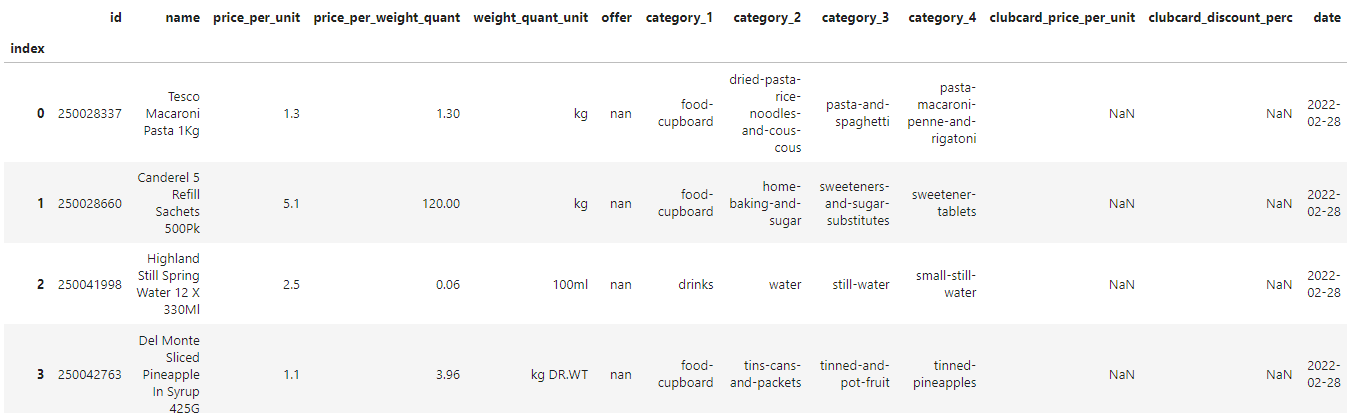 id name price_per_unit price_per_weight_quant weight_quant_unit offer category_1 category_2 category_3 category_4 clubcard_price_per_unit clubcard_discount_perc date
index
0 250028337 Tesco Macaroni Pasta 1Kg 1.3 1.30 kg nan food-cupboard dried-pasta-rice-noodles-and-cous-cous pasta-and-spaghetti pasta-macaroni-penne-and-rigatoni NaN NaN 2022-02-28
1 250028660 Canderel 5 Refill Sachets 500Pk 5.1 120.00 kg nan food-cupboard home-baking-and-sugar sweeteners-and-sugar-substitutes sweetener-tablets NaN NaN 2022-02-28
2 250041998 Highland Still Spring Water 12 X 330Ml 2.5 0.06 100ml nan drinks water still-water small-still-water NaN NaN 2022-02-28
3 250042763 Del Monte Sliced Pineapple In Syrup 425G 1.1 3.96 kg DR.WT nan food-cupboard tins-cans-and-packets tinned-and-pot-fruit tinned-pineapples NaN NaN 2022-02-28